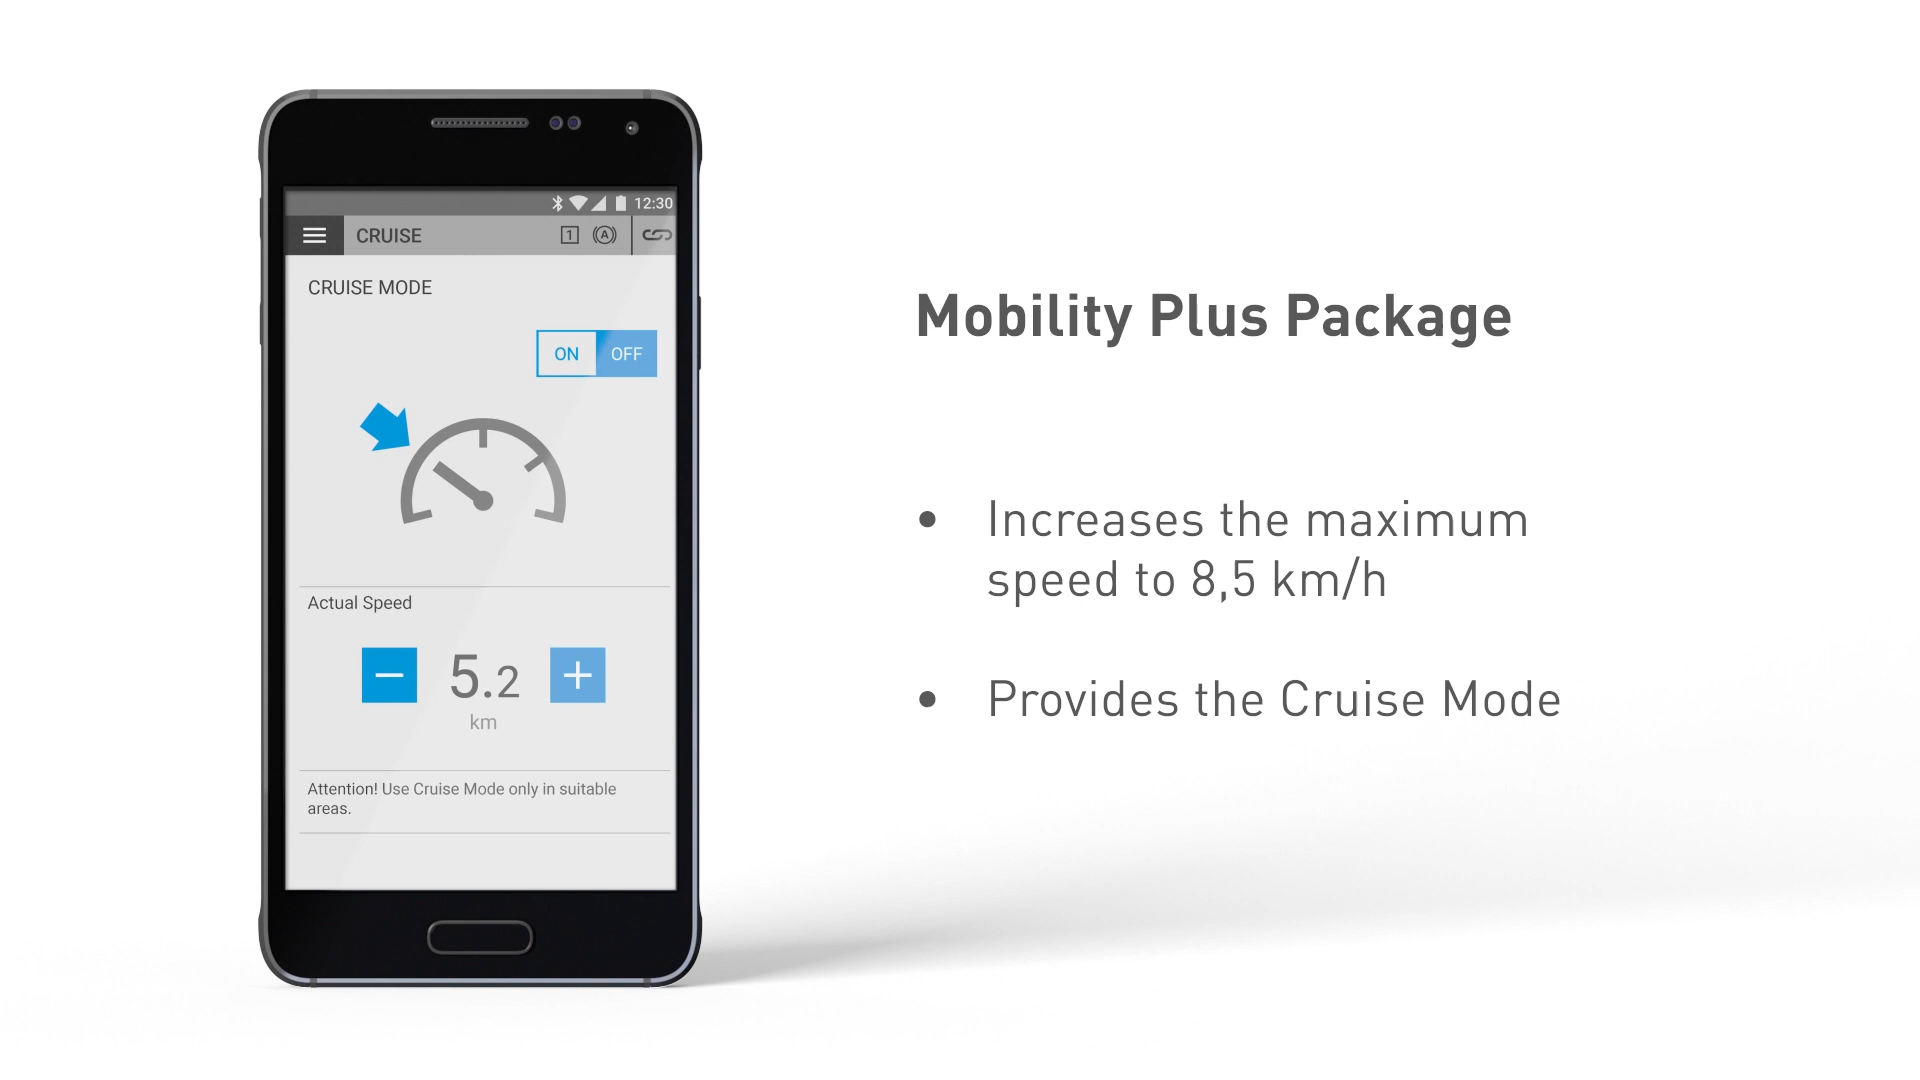 12:30
CRUISE
1
A
CRUISE MODE
ON OFF
Actual Speed
− 5.2 +
km
Attention! Use Cruise Mode only in suitable
areas.
Mobility Plus Package
• Increases the maximum
speed to 8,5 km/h
• Provides the Cruise Mode